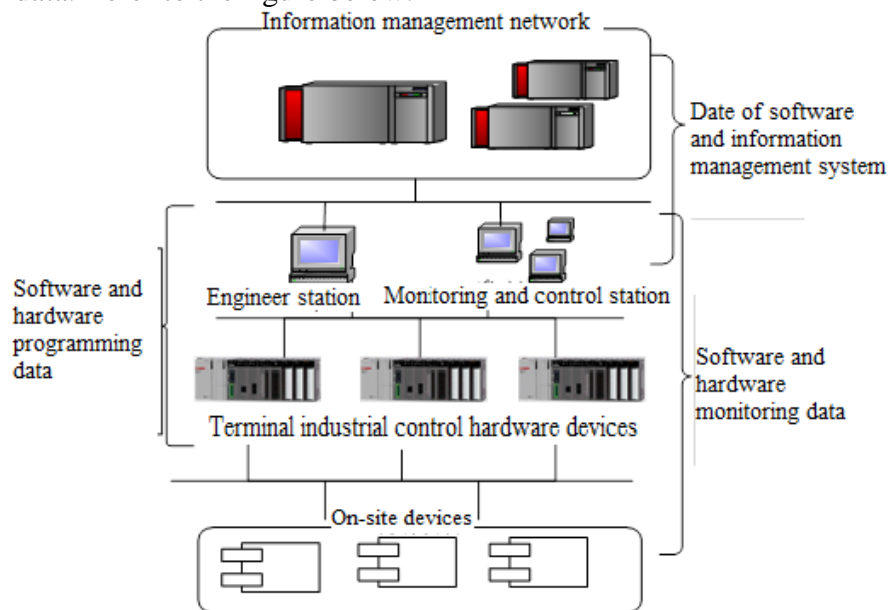 Information management network
Date of software
and information
management system
Engineer station
Monitoring and control station
Software and
hardware
programming
data
Software and
hardware
monitoring data
Terminal industrial control hardware devices
On-site devices